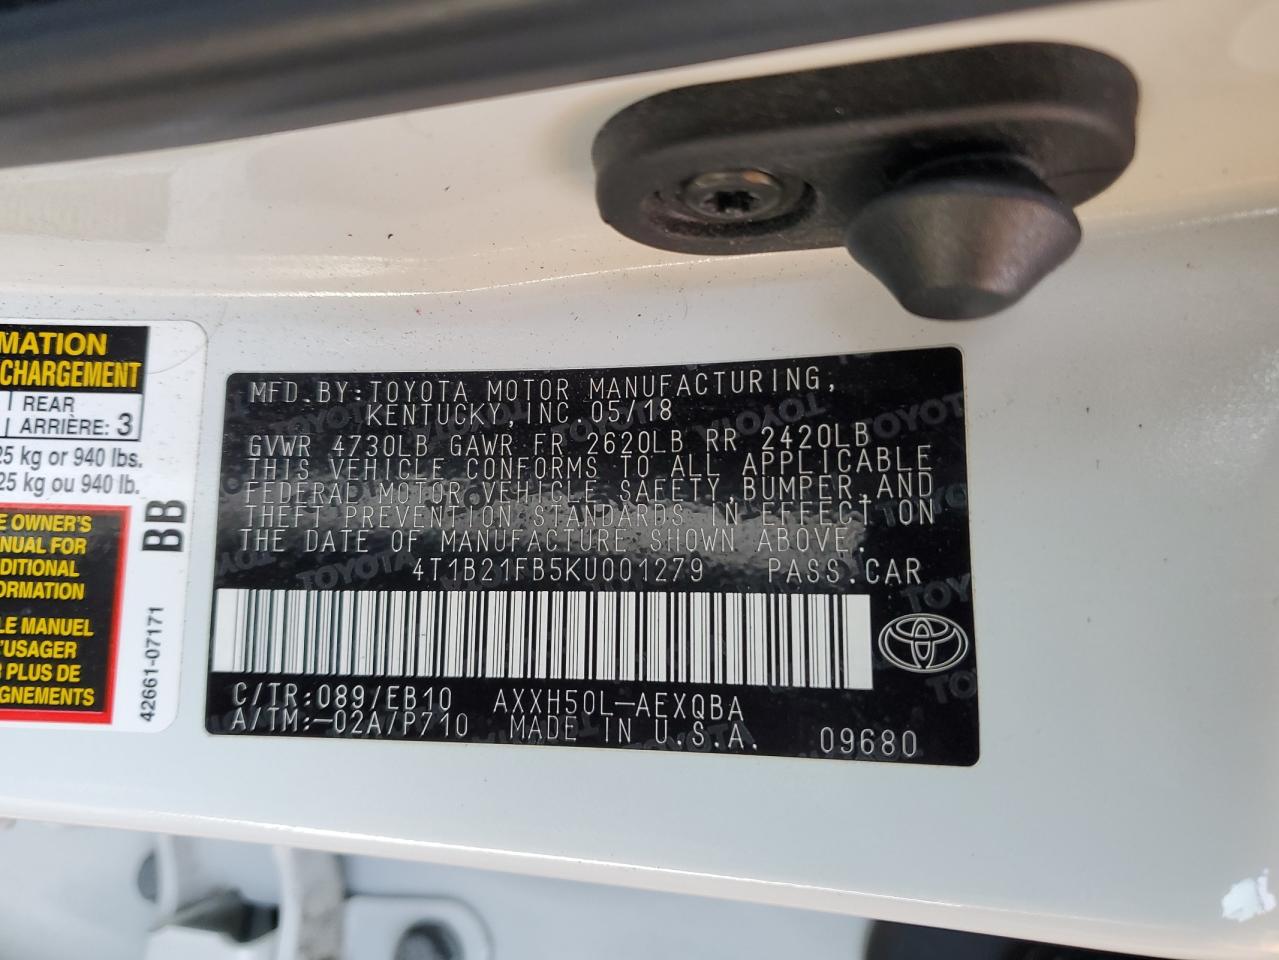 MATION
CHARGEMENT
REAR
ARRIÈRE: 3
25 kg or 940 lbs.
25 kg ou 940 lb.
E OWNER'S
NUAL FOR
DDITIONAL
ORMATION
LE MANUEL
L'USAGER
R PLUS DE
IGNEMENTS
BB
42661-07171
MFD.BY:TOYOTA MOTOR MANUFACTURING,
KENTUCKY,INC.05/18
GVWR 4730LB GAWR FR 2620LB RR 2420LB
THIS VEHICLE CONFORMS TO ALL APPLICABLE
FEDERAL MOTOR VEHICLE SAFETY,BUMPER,AND
THEFT PREVENTION STANDARDS IN EFFECT ON
THE DATE OF MANUFACTURE SHOWN ABOVE.
4T1B21FB5KU001279 PASS.CAR
C/TR:089/EB10 AXXH50L-AEXQBA
A/TM:-02A/P710 MADE IN U.S.A. 09680